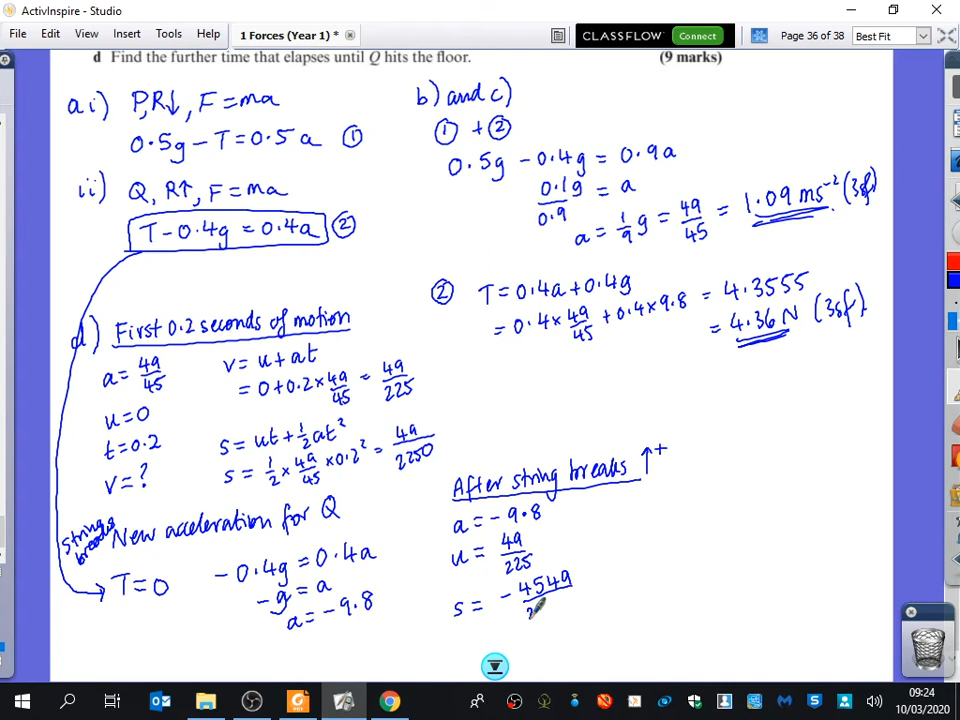 ActivInspire
File Edit View Insert Tools Help
1 Forces (Year 1) *
CLASSFLOW Connect
Page 36 of 38
Best Fit
d Find the further time that elapses until Q hits the floor. (9 marks)
a i) P, R↓, F = ma
0.5g − T = 0.5a ①
ii) Q, R↑, F = ma
T − 0.4g = 0.4a ②
b) and c)
① + ②
0.5g − 0.4g = 0.9a
0.1g/0.9 = a
a = 1/9 g = 49/45 = 1.09 ms⁻² (3sf)
② T = 0.4a + 0.4g
= 0.4 × 49/45 + 0.4 × 9.8 = 4.3555
= 4.36 N (3sf).
d) First 0.2 seconds of motion
a = 49/45
u = 0
t = 0.2
v = ?
v = u + at
= 0 + 0.2 × 49/45 = 49/225
s = ut + ½at²
s = ½ × 49/45 × 0.2² = 49/2250
string breaks
New acceleration for Q
T = 0
− 0.4g = 0.4a
− g = a
a = − 9.8
After string breaks ↑+
a = − 9.8
u = 49/225
s = − 4549/2
09:24
10/03/2020